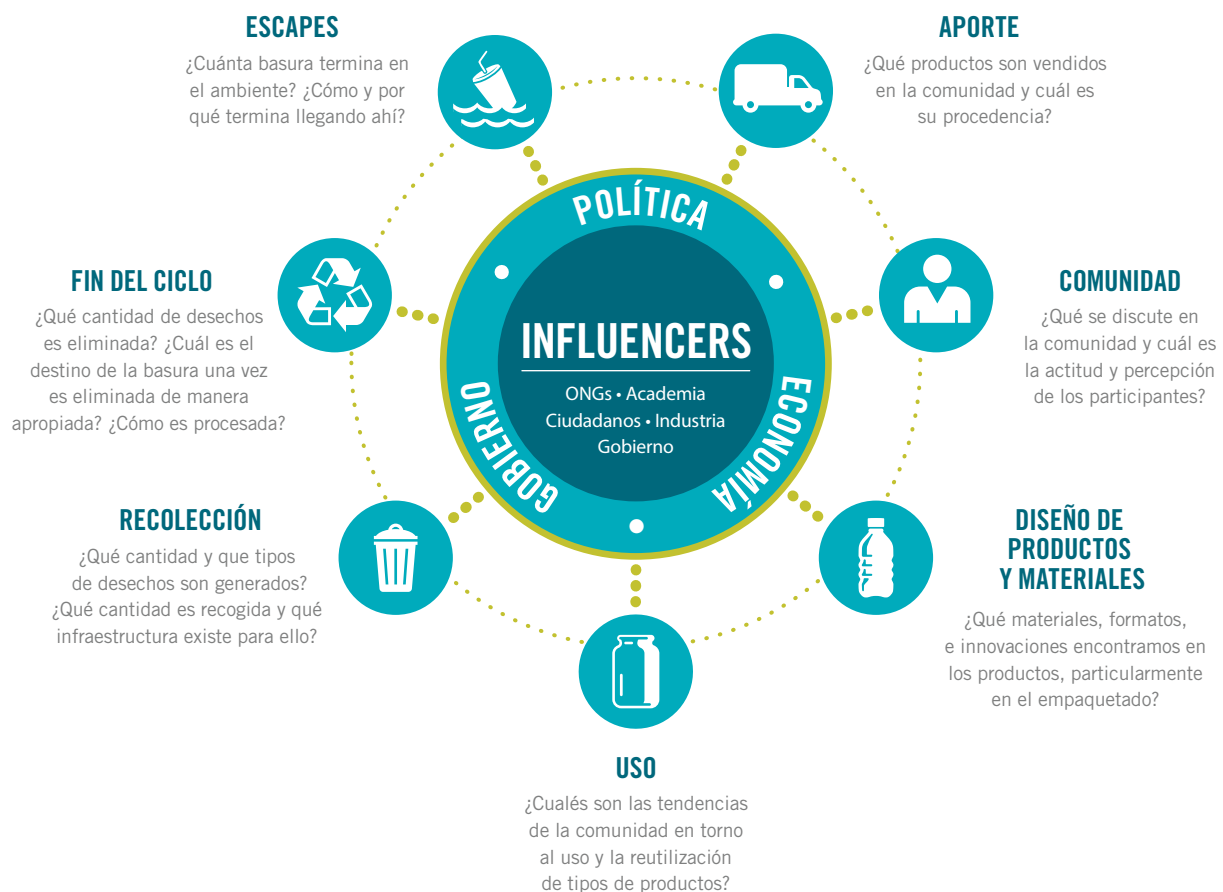 ESCAPES
¿Cuánta basura termina en
el ambiente? ¿Cómo y por
qué termina llegando ahí?
APORTE
¿Qué productos son vendidos
en la comunidad y cuál es
su procedencia?
COMUNIDAD
¿Qué se discute en
la comunidad y cuál es
la actitud y percepción
de los participantes?
DISEÑO DE
PRODUCTOS
Y MATERIALES
¿Qué materiales, formatos,
e innovaciones encontramos en
los productos, particularmente
en el empaquetado?
USO
¿Cualés son las tendencias
de la comunidad en torno
al uso y la reutilización
de tipos de productos?
RECOLECCIÓN
¿Qué cantidad y que tipos
de desechos son generados?
¿Qué cantidad es recogida y qué
infraestructura existe para ello?
FIN DEL CICLO
¿Qué cantidad de desechos
es eliminada? ¿Cuál es el
destino de la basura una vez
es eliminada de manera
apropiada? ¿Cómo es procesada?
POLÍTICA
ECONOMÍA
GOBIERNO
INFLUENCERS
ONGs • Academia
Ciudadanos • Industria
Gobierno